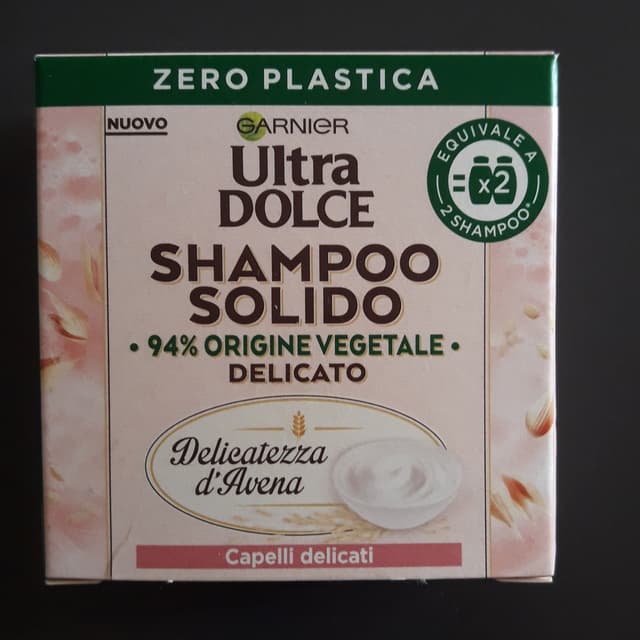 ZERO PLASTICA
NUOVO
GARNIER
Ultra
DOLCE
EQUIVALE A
= x2
2 SHAMPOO*
SHAMPOO
SOLIDO
• 94% ORIGINE VEGETALE •
DELICATO
Delicatezza
d'Avena
Capelli delicati